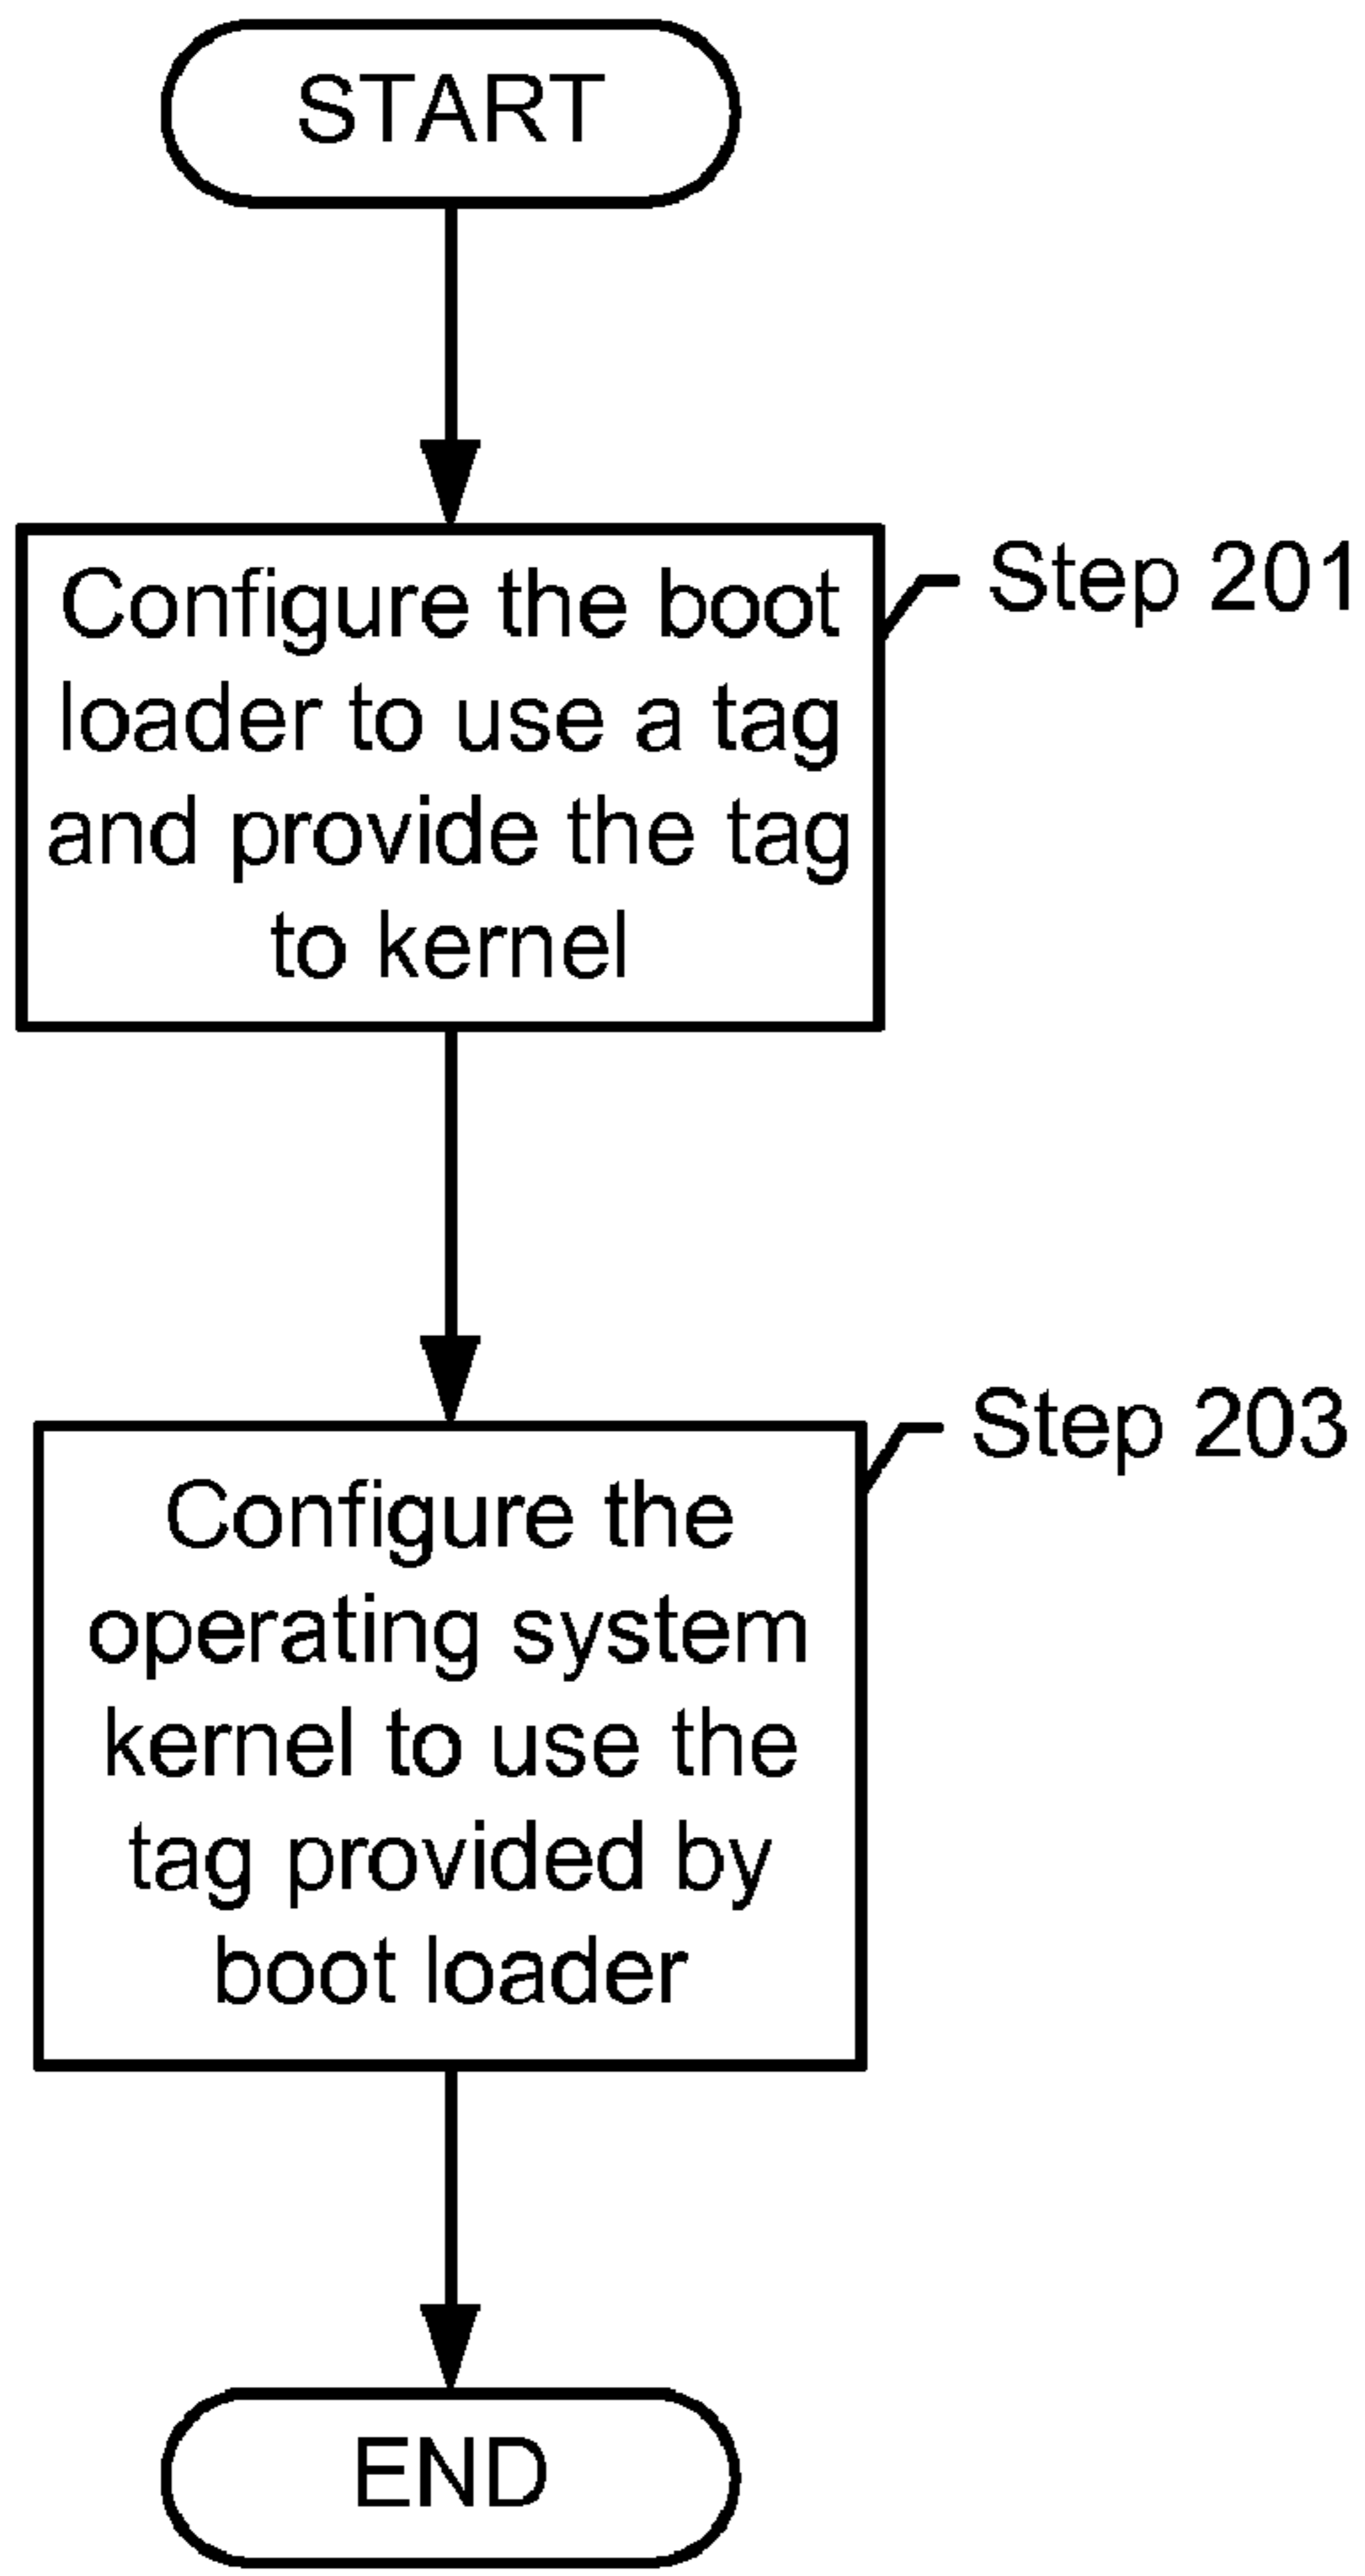 START
Configure the boot
loader to use a tag
and provide the tag
to kernel
Step 201
Configure the
operating system
kernel to use the
tag provided by
boot loader
Step 203
END